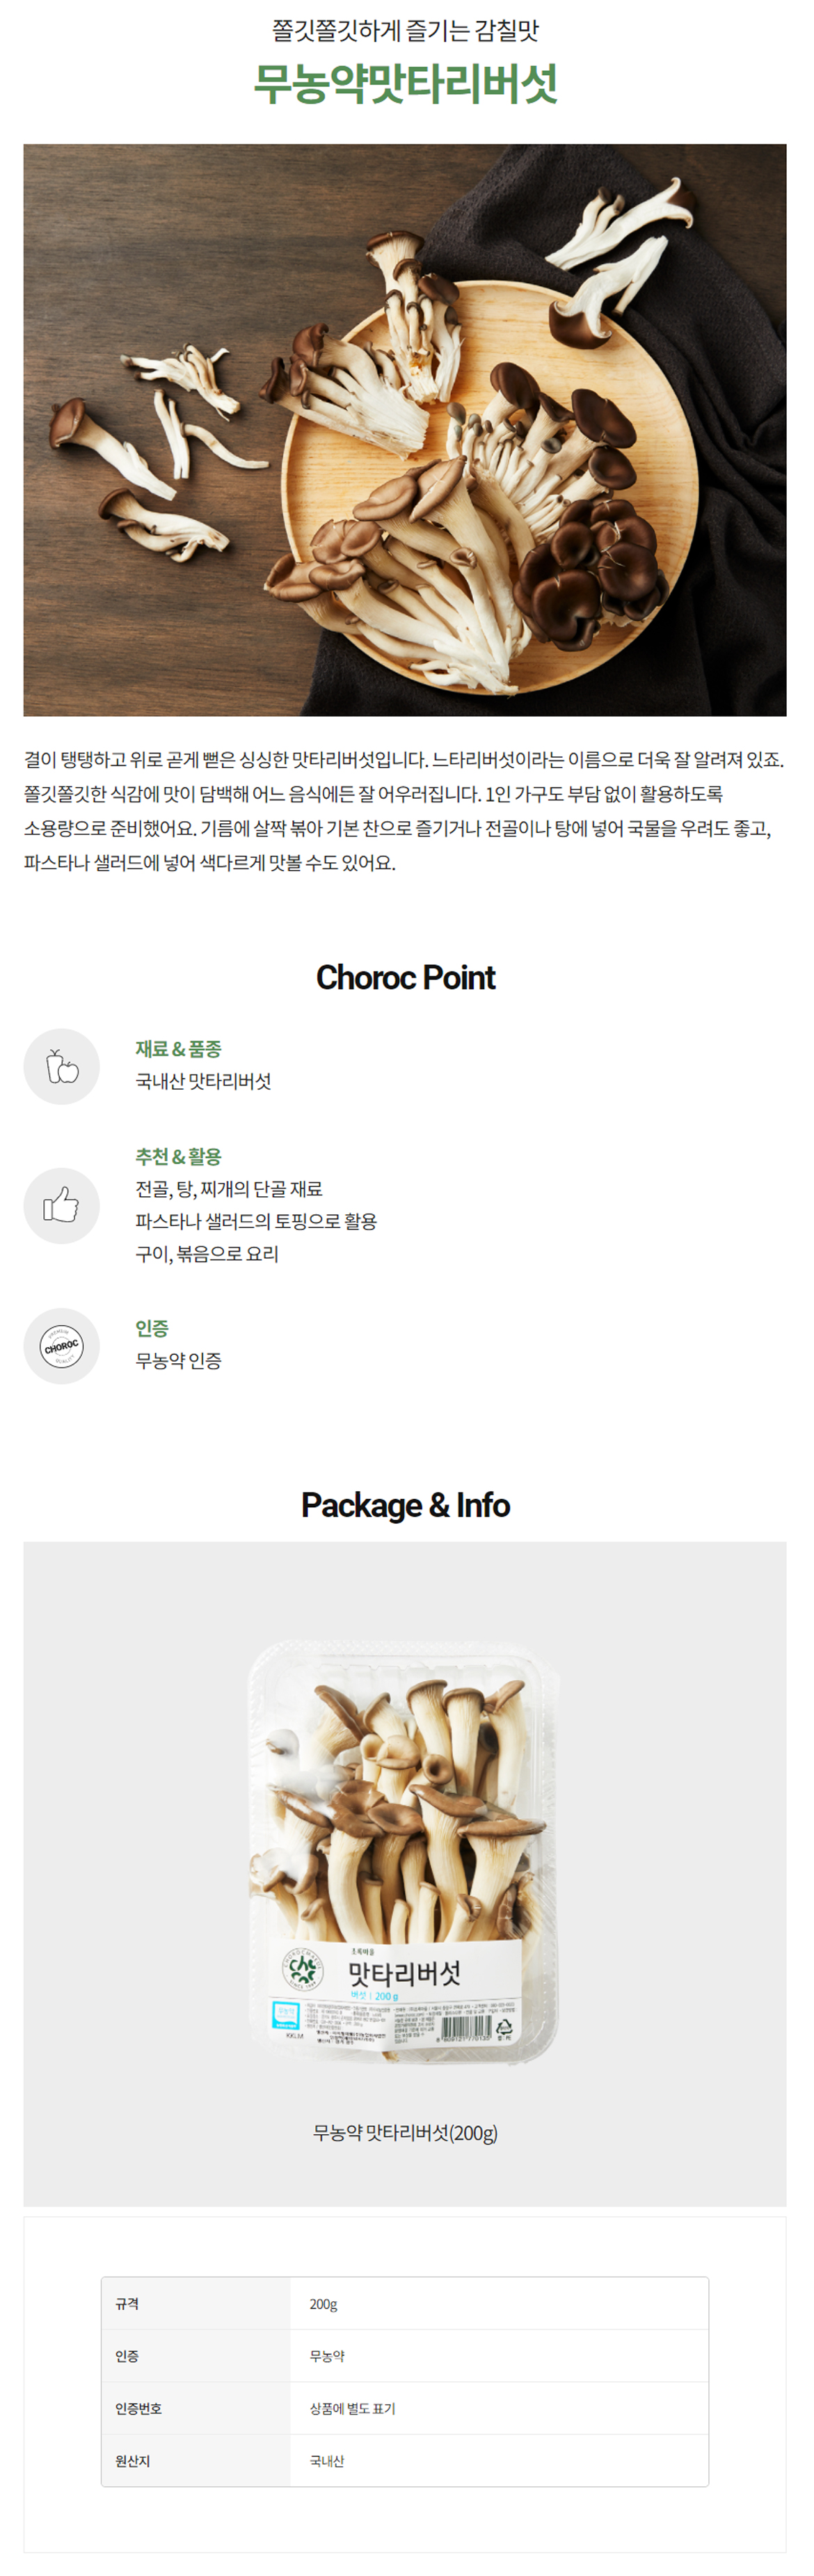 쫄깃쫄깃하게 즐기는 감칠맛
무농약맛타리버섯
결이 탱탱하고 위로 곧게 뻗은 싱싱한 맛타리버섯입니다. 느타리버섯이라는 이름으로 더욱 잘 알려져 있죠.
쫄깃쫄깃한 식감에 맛이 담백해 어느 음식에든 잘 어우러집니다. 1인 가구도 부담 없이 활용하도록
소용량으로 준비했어요. 기름에 살짝 볶아 기본 찬으로 즐기거나 전골이나 탕에 넣어 국물을 우려도 좋고,
파스타나 샐러드에 넣어 색다르게 맛볼 수도 있어요.
Choroc Point
재료 & 품종
국내산 맛타리버섯
추천 & 활용
전골, 탕, 찌개의 단골 재료
파스타나 샐러드의 토핑으로 활용
구이, 볶음으로 요리
PREMIUM
CHOROC
QUALITY
인증
무농약 인증
Package & Info
초록마을
맛타리버섯
버섯 | 200 g
무농약
무농약 맛타리버섯(200g)
규격 200g
인증 무농약
인증번호 상품에 별도 표기
원산지 국내산